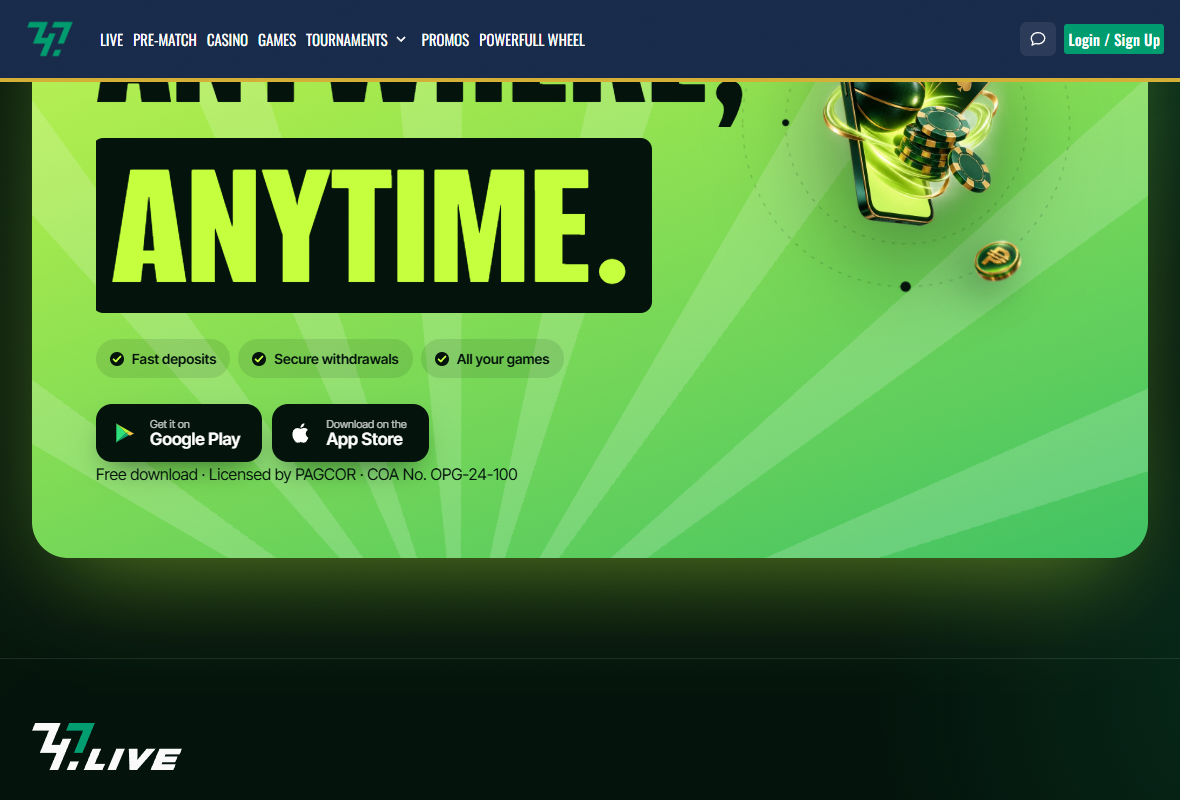 LIVE PRE-MATCH CASINO GAMES TOURNAMENTS PROMOS POWERFULL WHEEL Login / Sign Up
ANYWHERE,
ANYTIME.
Fast deposits Secure withdrawals All your games
Get it on
Google Play
Download on the
App Store
Free download · Licensed by PAGCOR · COA No. OPG-24-100
747.LIVE